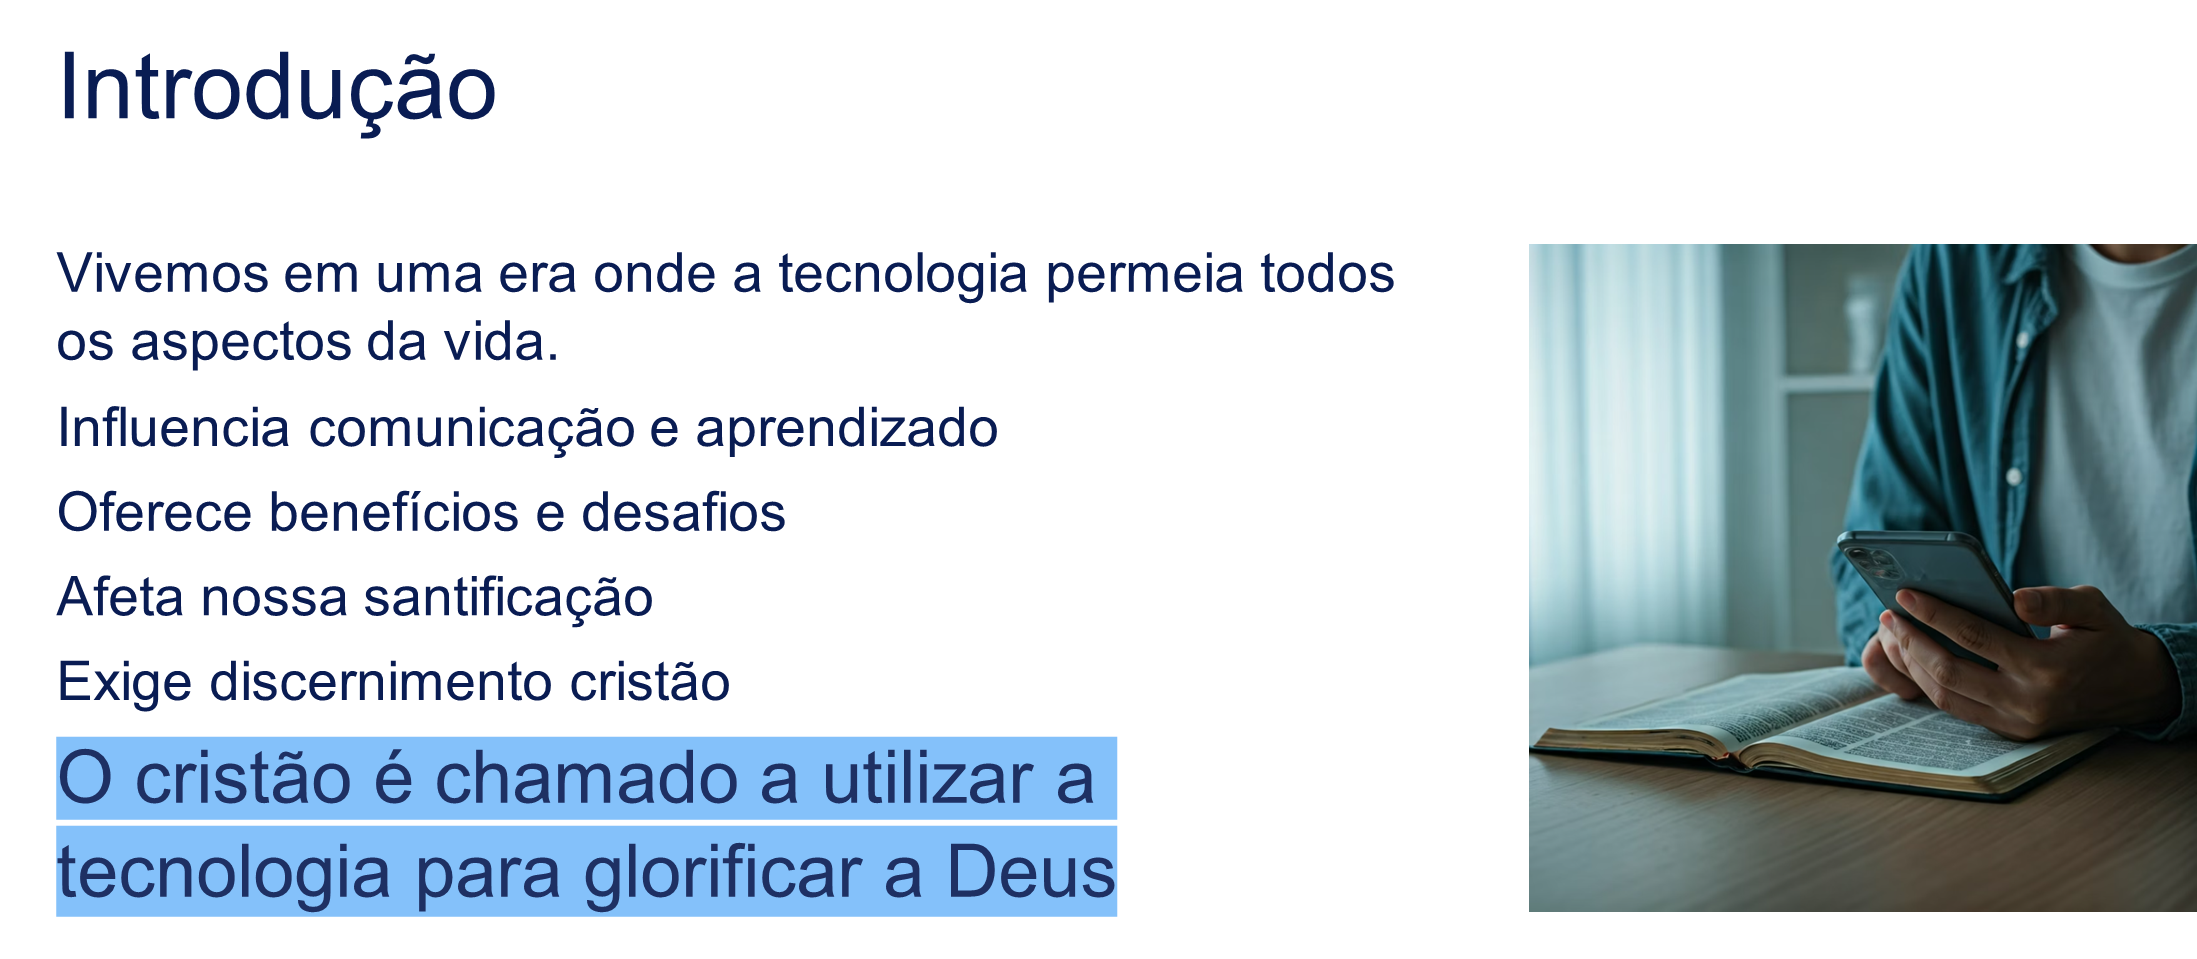 Introdução
Vivemos em uma era onde a tecnologia permeia todos
os aspectos da vida.
Influencia comunicação e aprendizado
Oferece benefícios e desafios
Afeta nossa santificação
Exige discernimento cristão
O cristão é chamado a utilizar a
tecnologia para glorificar a Deus